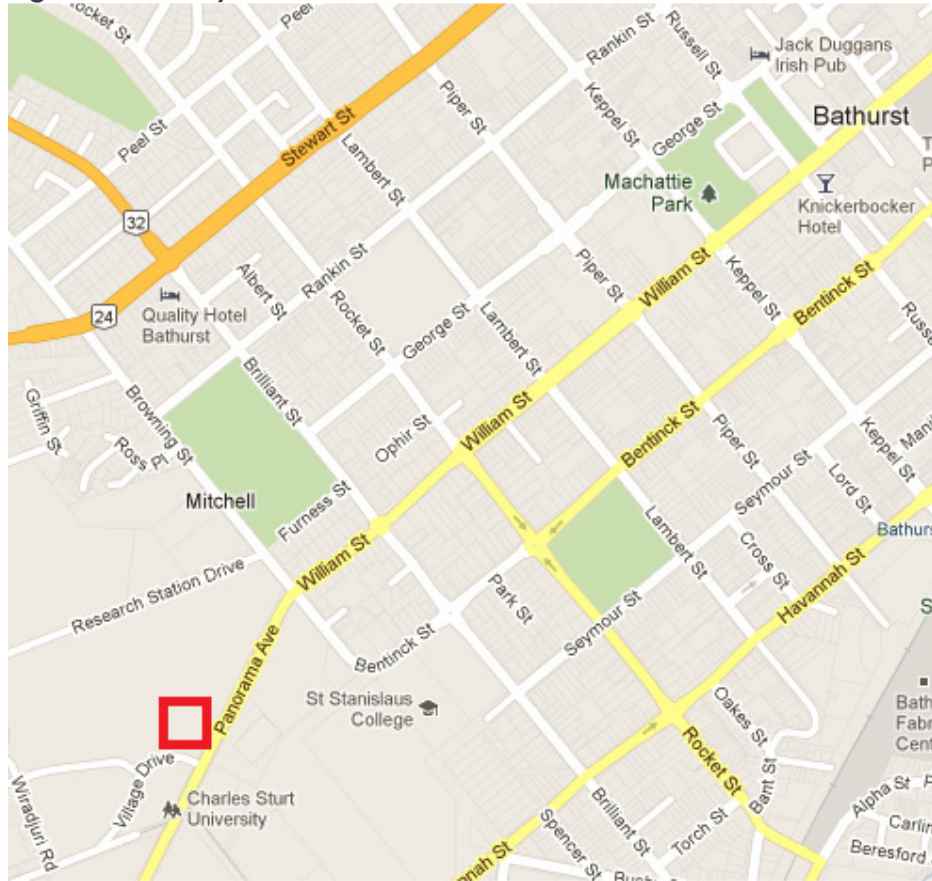 Rocket St
Peel
Rankin St
Russell St
Jack Duggans
Irish Pub
Bathurst
Peel St
Stewart St
Piper St
Keppel St
George St
Lambert St
Machattie
Park
Knickerbocker
Hotel
32
24
Albert St
Rankin St
Quality Hotel
Bathurst
Rocket St
George St
Piper St
William St
Keppel St
Bentinck St
Lambert St
Griffin St
Browning St
Ross Pl
Brilliant St
Ophir St
William St
Bentinck St
Piper St
Seymour St
Keppel St
Lord St
Mitchell
Furness St
Lambert St
Cross St
William St
Research Station Drive
Park St
Havannah St
Bentinck St
Seymour St
Panorama Ave
St Stanislaus
College
Oakes St
Village Drive
Wiradjuri Rd
Charles Sturt
University
Rocket St
Bant St
Alpha St
Brilliant St
Torch St
Spencer St
Beresford